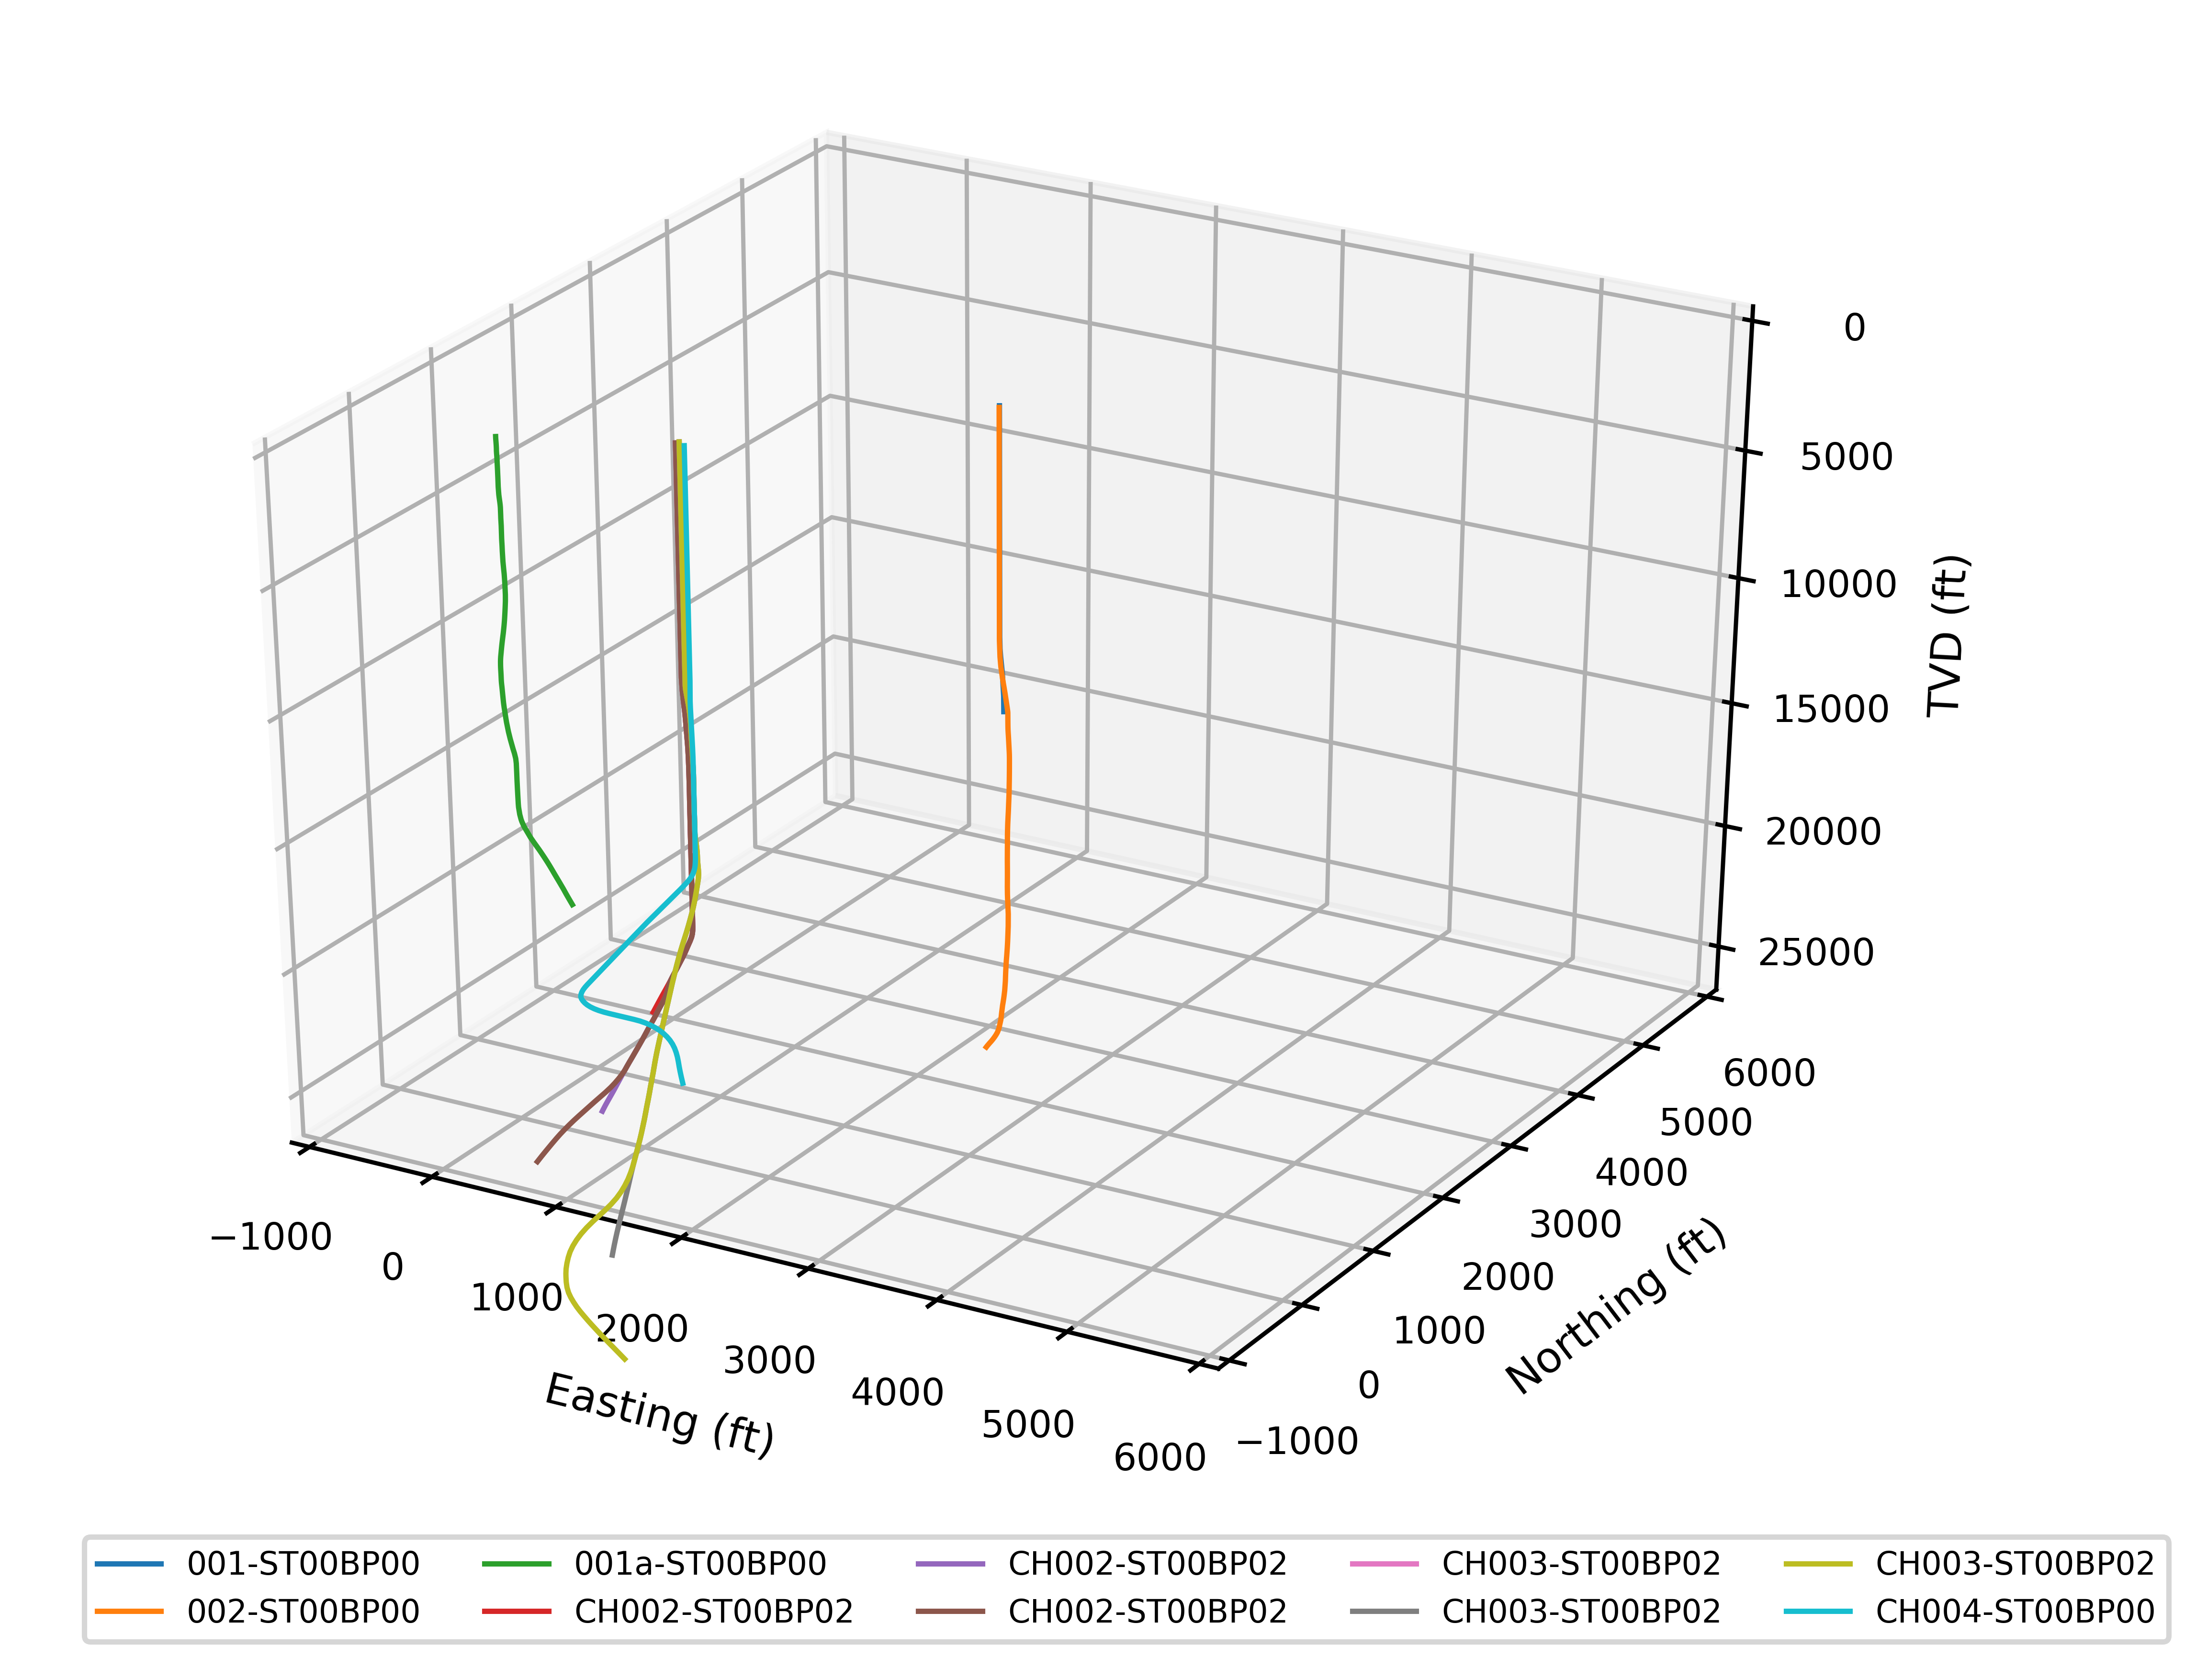 0
5000
10000
15000
20000
25000
TVD (ft)
−1000
0
1000
2000
3000
4000
5000
6000
Easting (ft)
−1000
0
1000
2000
3000
4000
5000
6000
Northing (ft)
001-ST00BP00
002-ST00BP00
001a-ST00BP00
CH002-ST00BP02
CH002-ST00BP02
CH002-ST00BP02
CH003-ST00BP02
CH003-ST00BP02
CH003-ST00BP02
CH004-ST00BP00